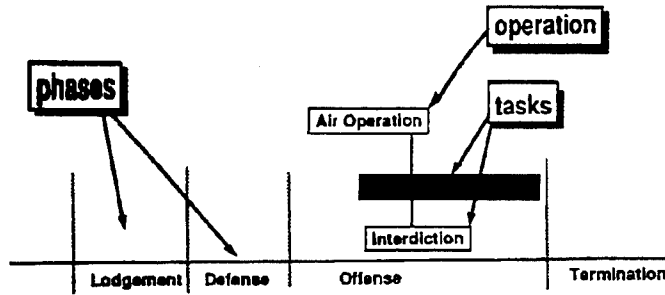 operation
phases
tasks
Air Operation
Interdiction
Lodgement Defense Offense Termination